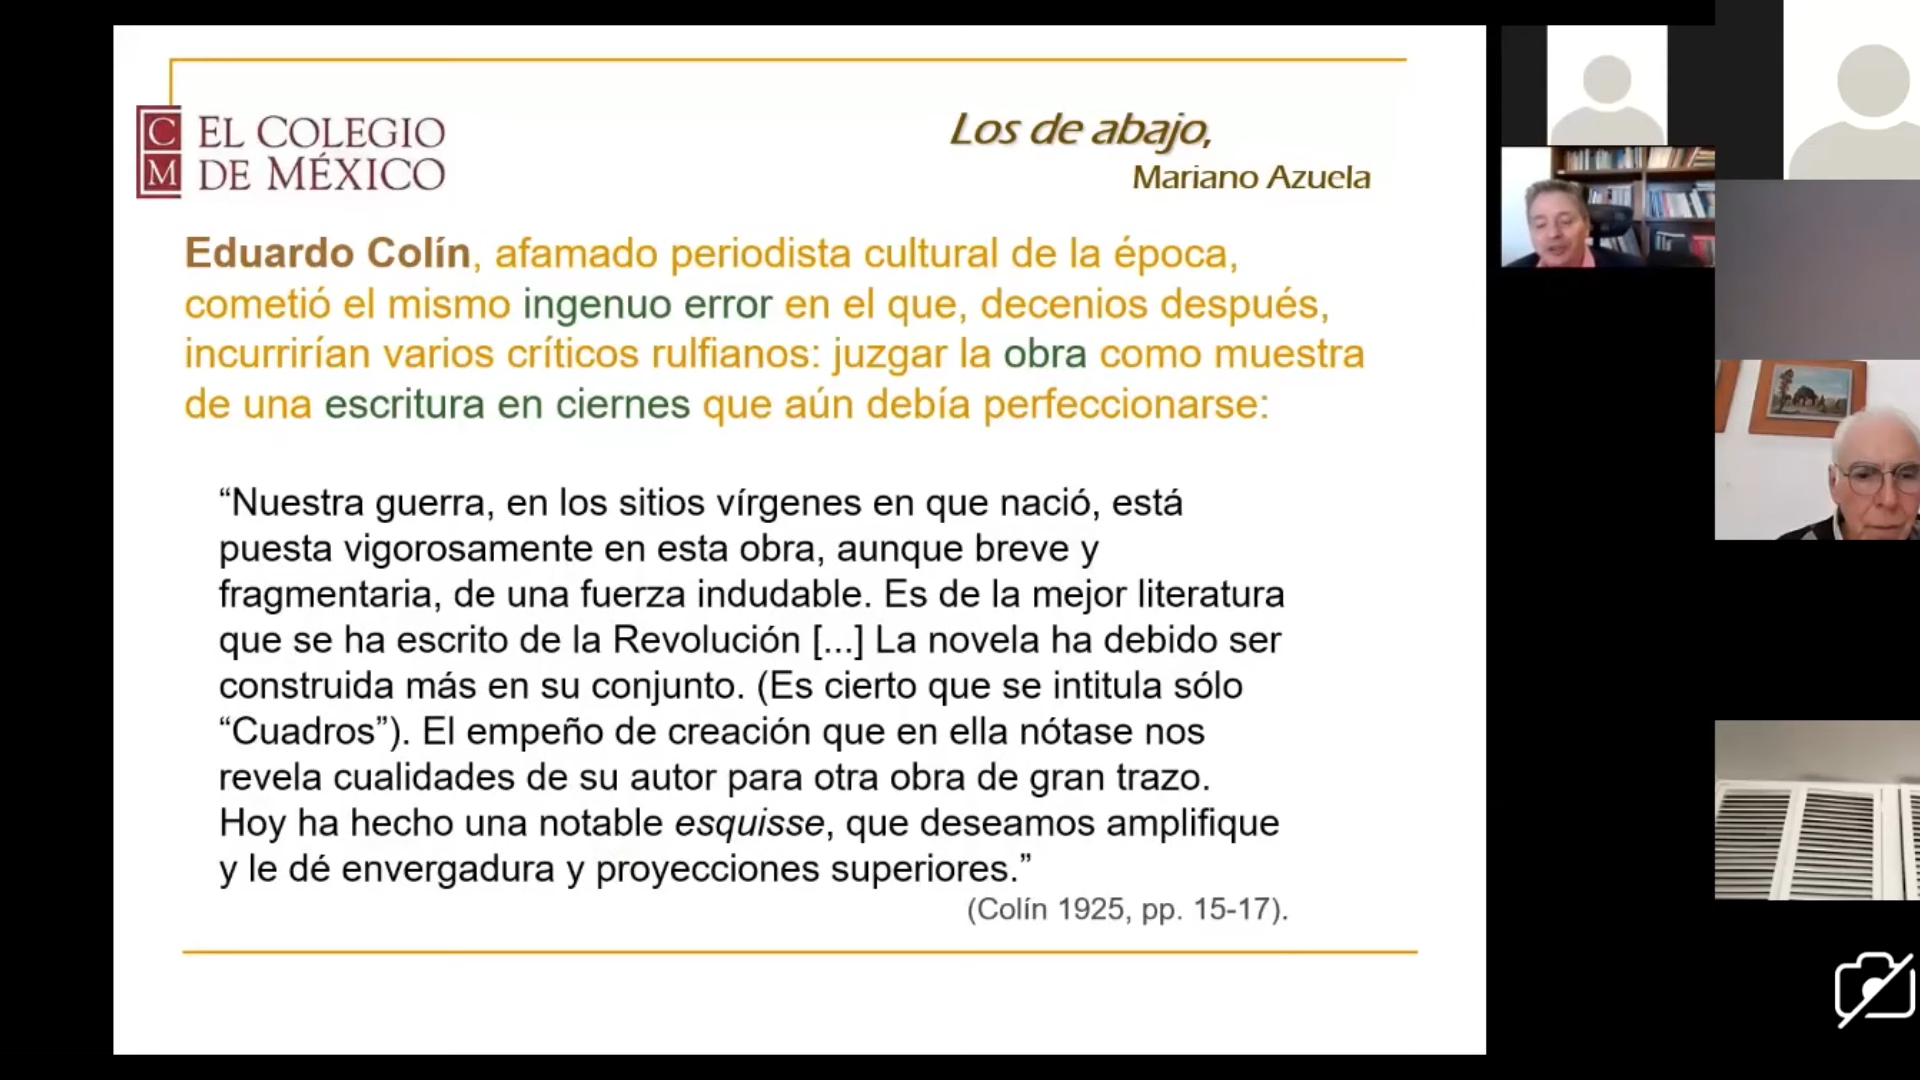 C
M
EL COLEGIO
DE MÉXICO
Los de abajo,
Mariano Azuela
Eduardo Colín, afamado periodista cultural de la época,
cometió el mismo ingenuo error en el que, decenios después,
incurrirían varios críticos rulfianos: juzgar la obra como muestra
de una escritura en ciernes que aún debía perfeccionarse:
“Nuestra guerra, en los sitios vírgenes en que nació, está
puesta vigorosamente en esta obra, aunque breve y
fragmentaria, de una fuerza indudable. Es de la mejor literatura
que se ha escrito de la Revolución [...] La novela ha debido ser
construida más en su conjunto. (Es cierto que se intitula sólo
“Cuadros”). El empeño de creación que en ella nótase nos
revela cualidades de su autor para otra obra de gran trazo.
Hoy ha hecho una notable esquisse, que deseamos amplifique
y le dé envergadura y proyecciones superiores.”
(Colín 1925, pp. 15-17).